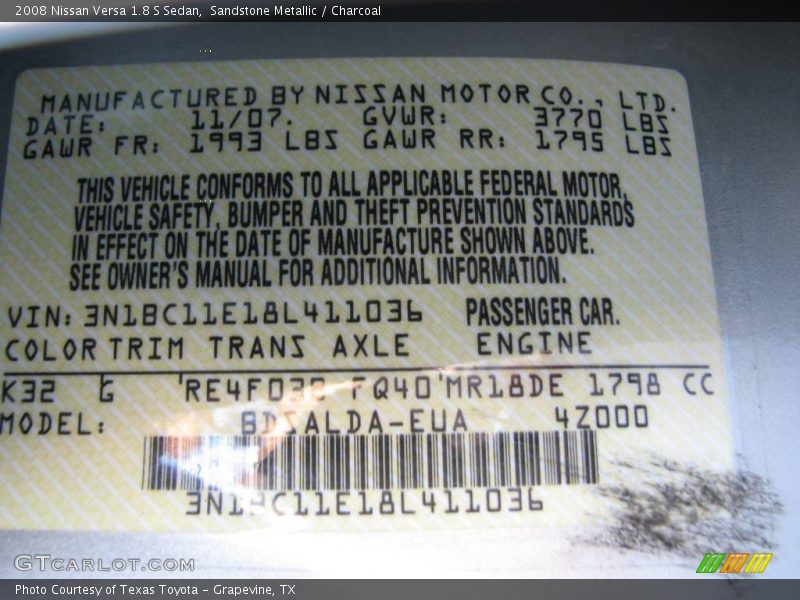 2008 Nissan Versa 1.8 S Sedan, Sandstone Metallic / Charcoal
MANUFACTURED BY NISSAN MOTOR CO., LTD.
DATE: 11/07. GVWR: 3770 LBS
GAWR FR: 1993 LBS GAWR RR: 1795 LBS
THIS VEHICLE CONFORMS TO ALL APPLICABLE FEDERAL MOTOR,
VEHICLE SAFETY, BUMPER AND THEFT PREVENTION STANDARDS
IN EFFECT ON THE DATE OF MANUFACTURE SHOWN ABOVE.
SEE OWNER'S MANUAL FOR ADDITIONAL INFORMATION.
VIN: 3N1BC11E18L411036 PASSENGER CAR.
COLOR TRIM TRANS AXLE ENGINE
K32 G FQ40 MR18DE 1798 CC
MODEL: BDSALDA-EUA 4Z000
3N1BC11E18L411036
GTCARLOT.COM
Photo Courtesy of Texas Toyota - Grapevine, TX